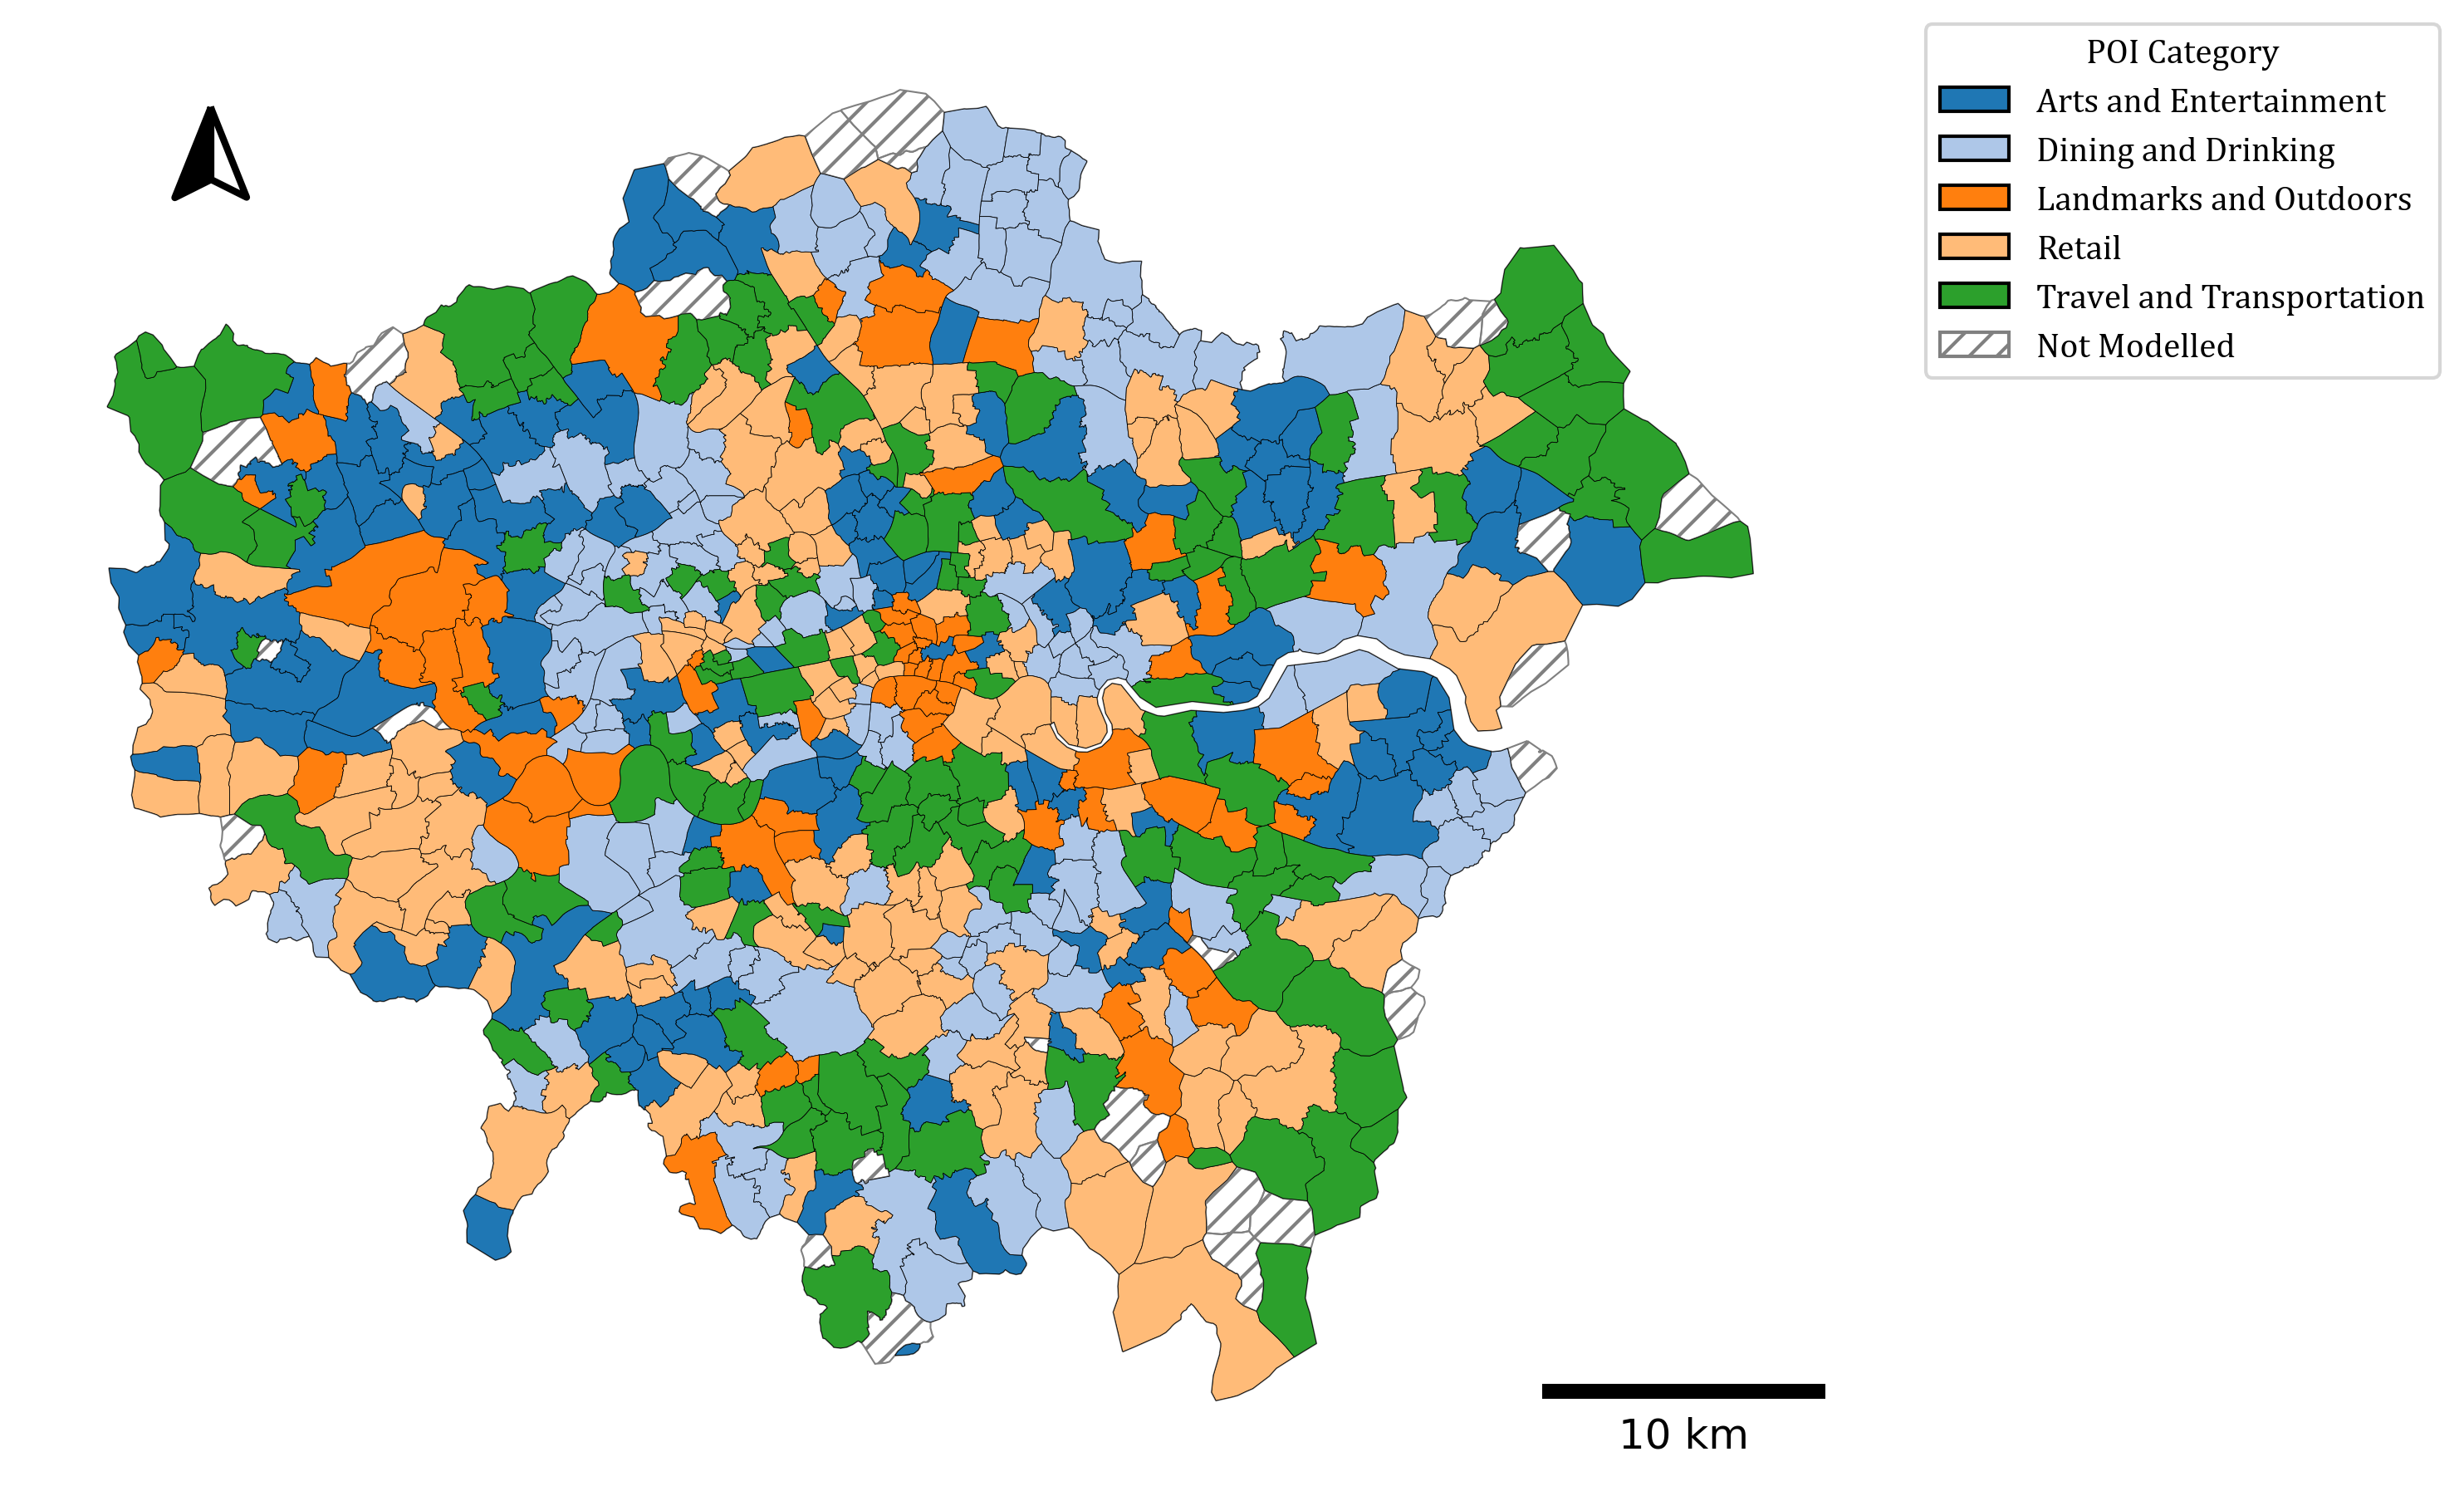 POI Category
Arts and Entertainment
Dining and Drinking
Landmarks and Outdoors
Retail
Travel and Transportation
Not Modelled
10 km